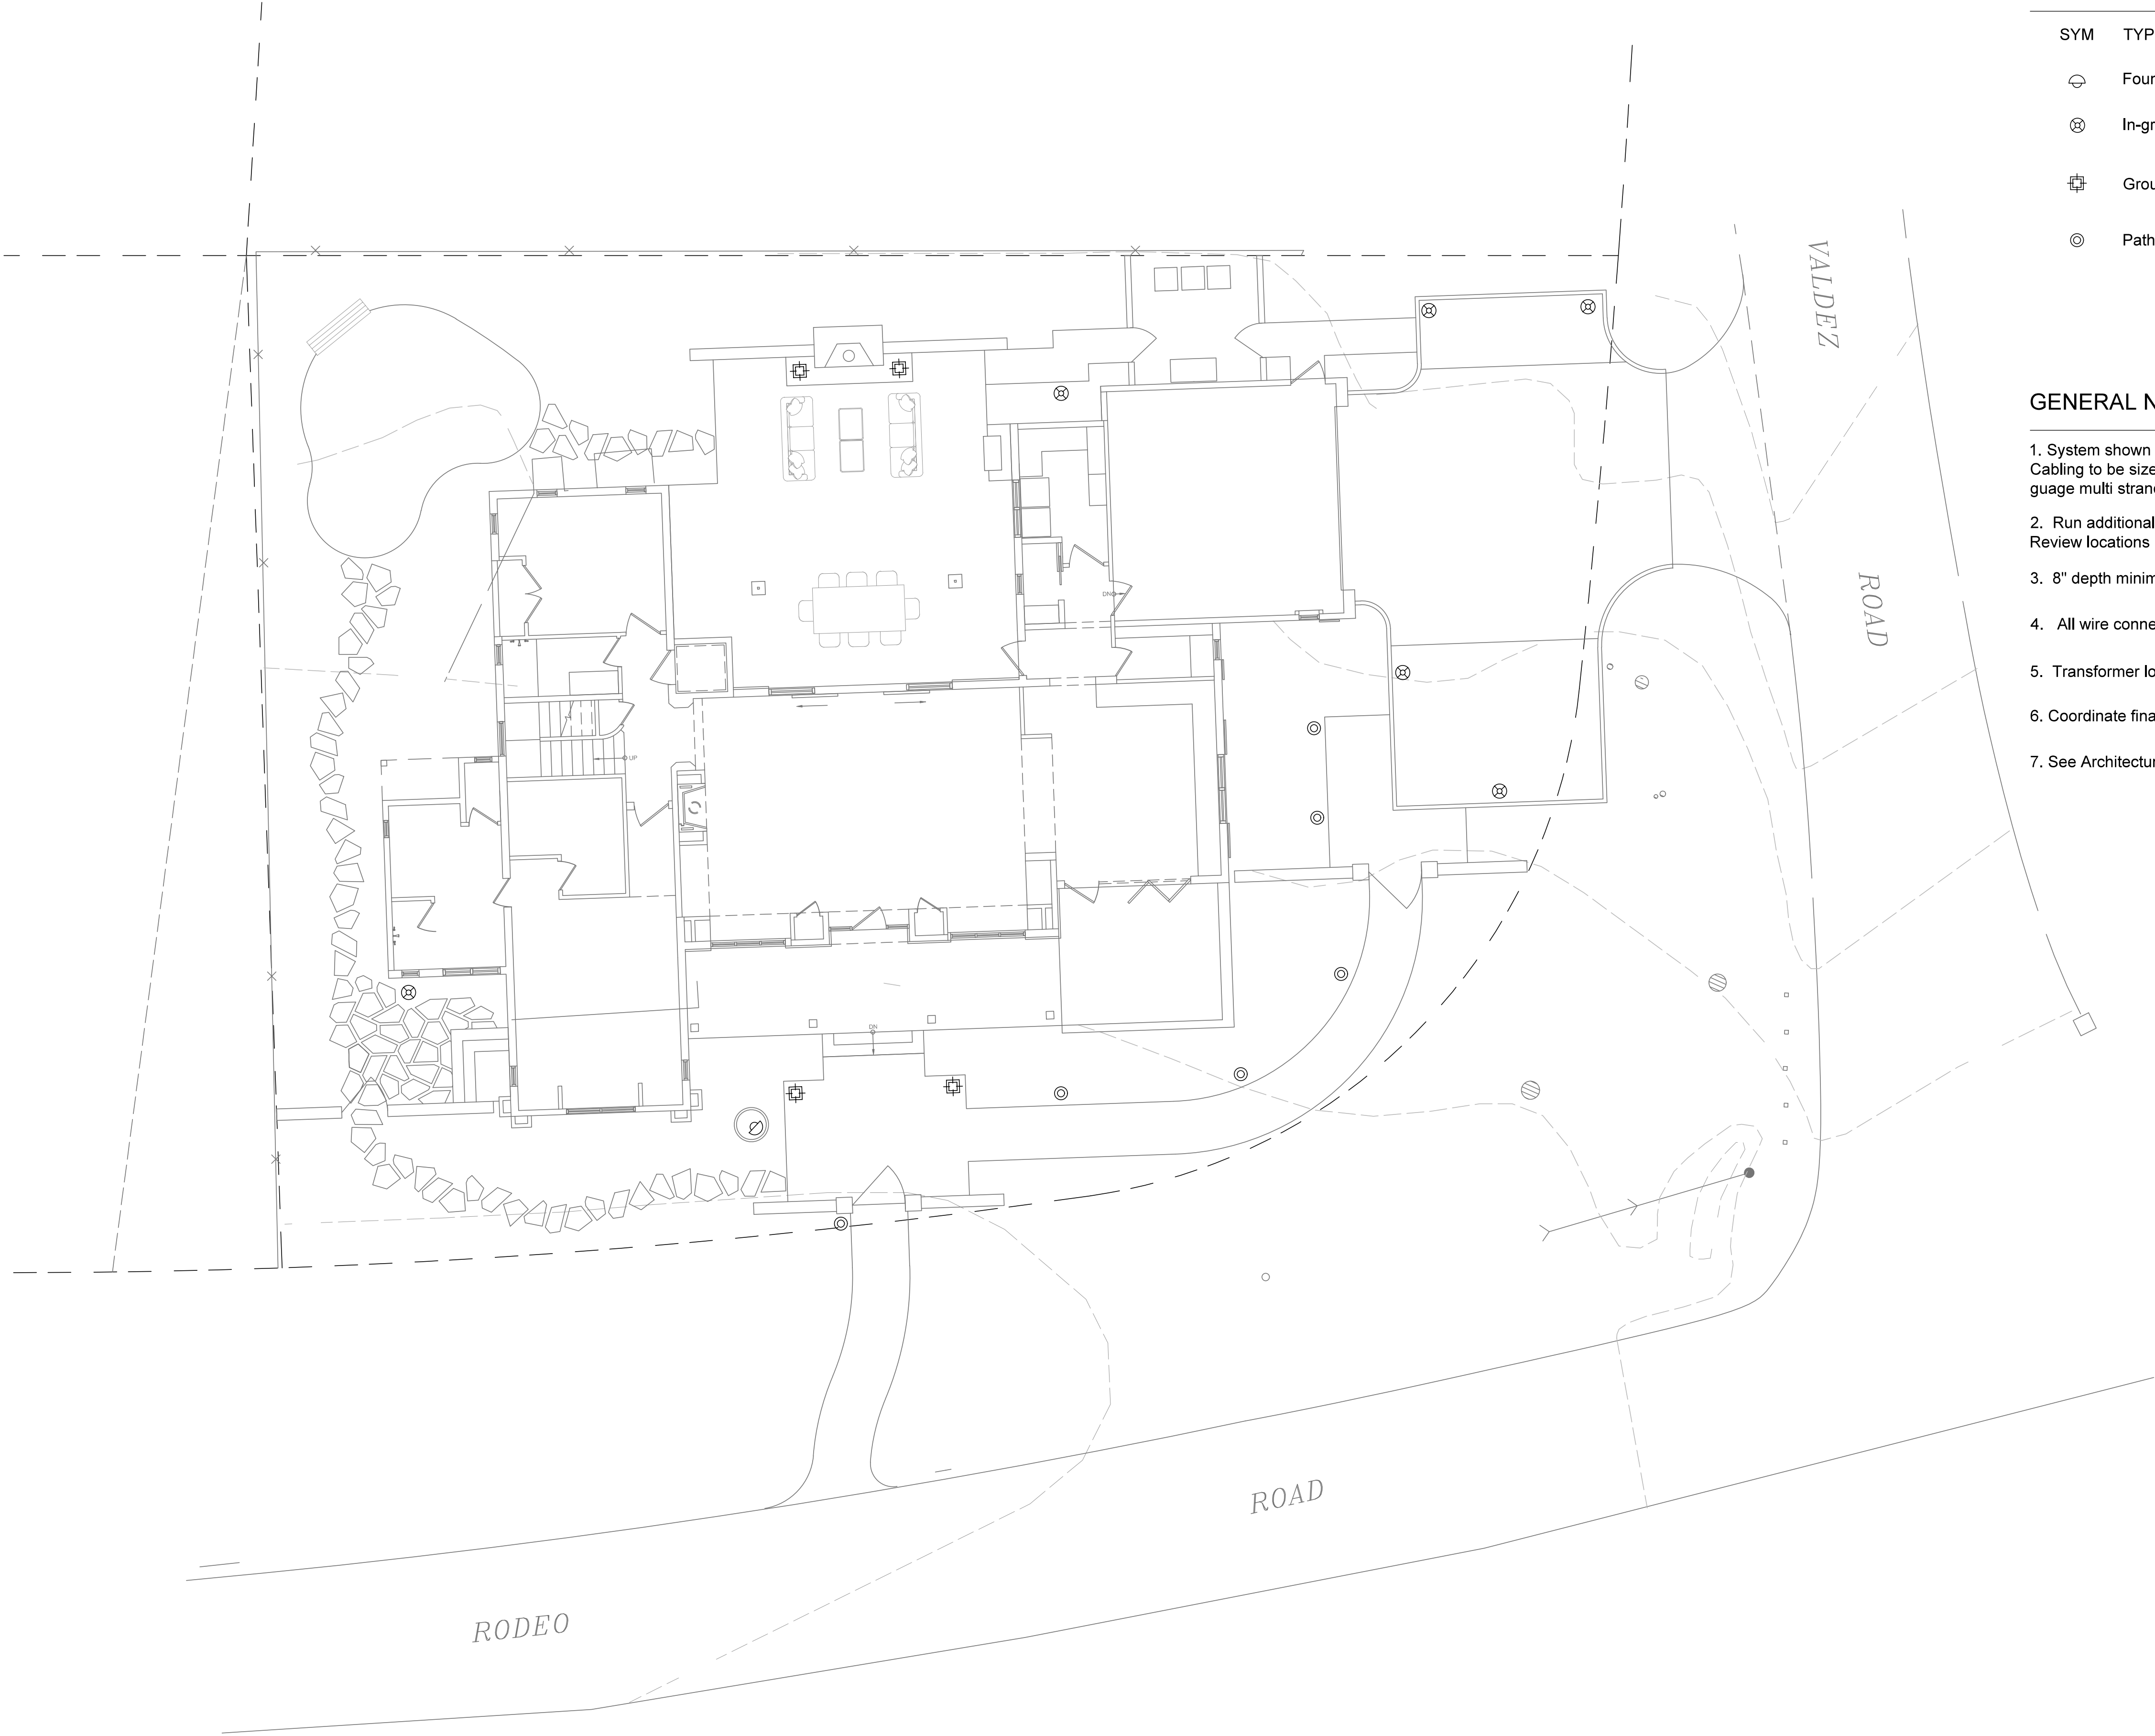 SYM TYP
Foun
In-gr
Grou
Path
VALDEZ
ROAD
GENERAL N
1. System shown
Cabling to be size
guage multi stran
2. Run additional
Review locations
3. 8" depth minim
4. All wire conne
5. Transformer lo
6. Coordinate fina
7. See Architectur
DN
UP
DN
ROAD
RODEO